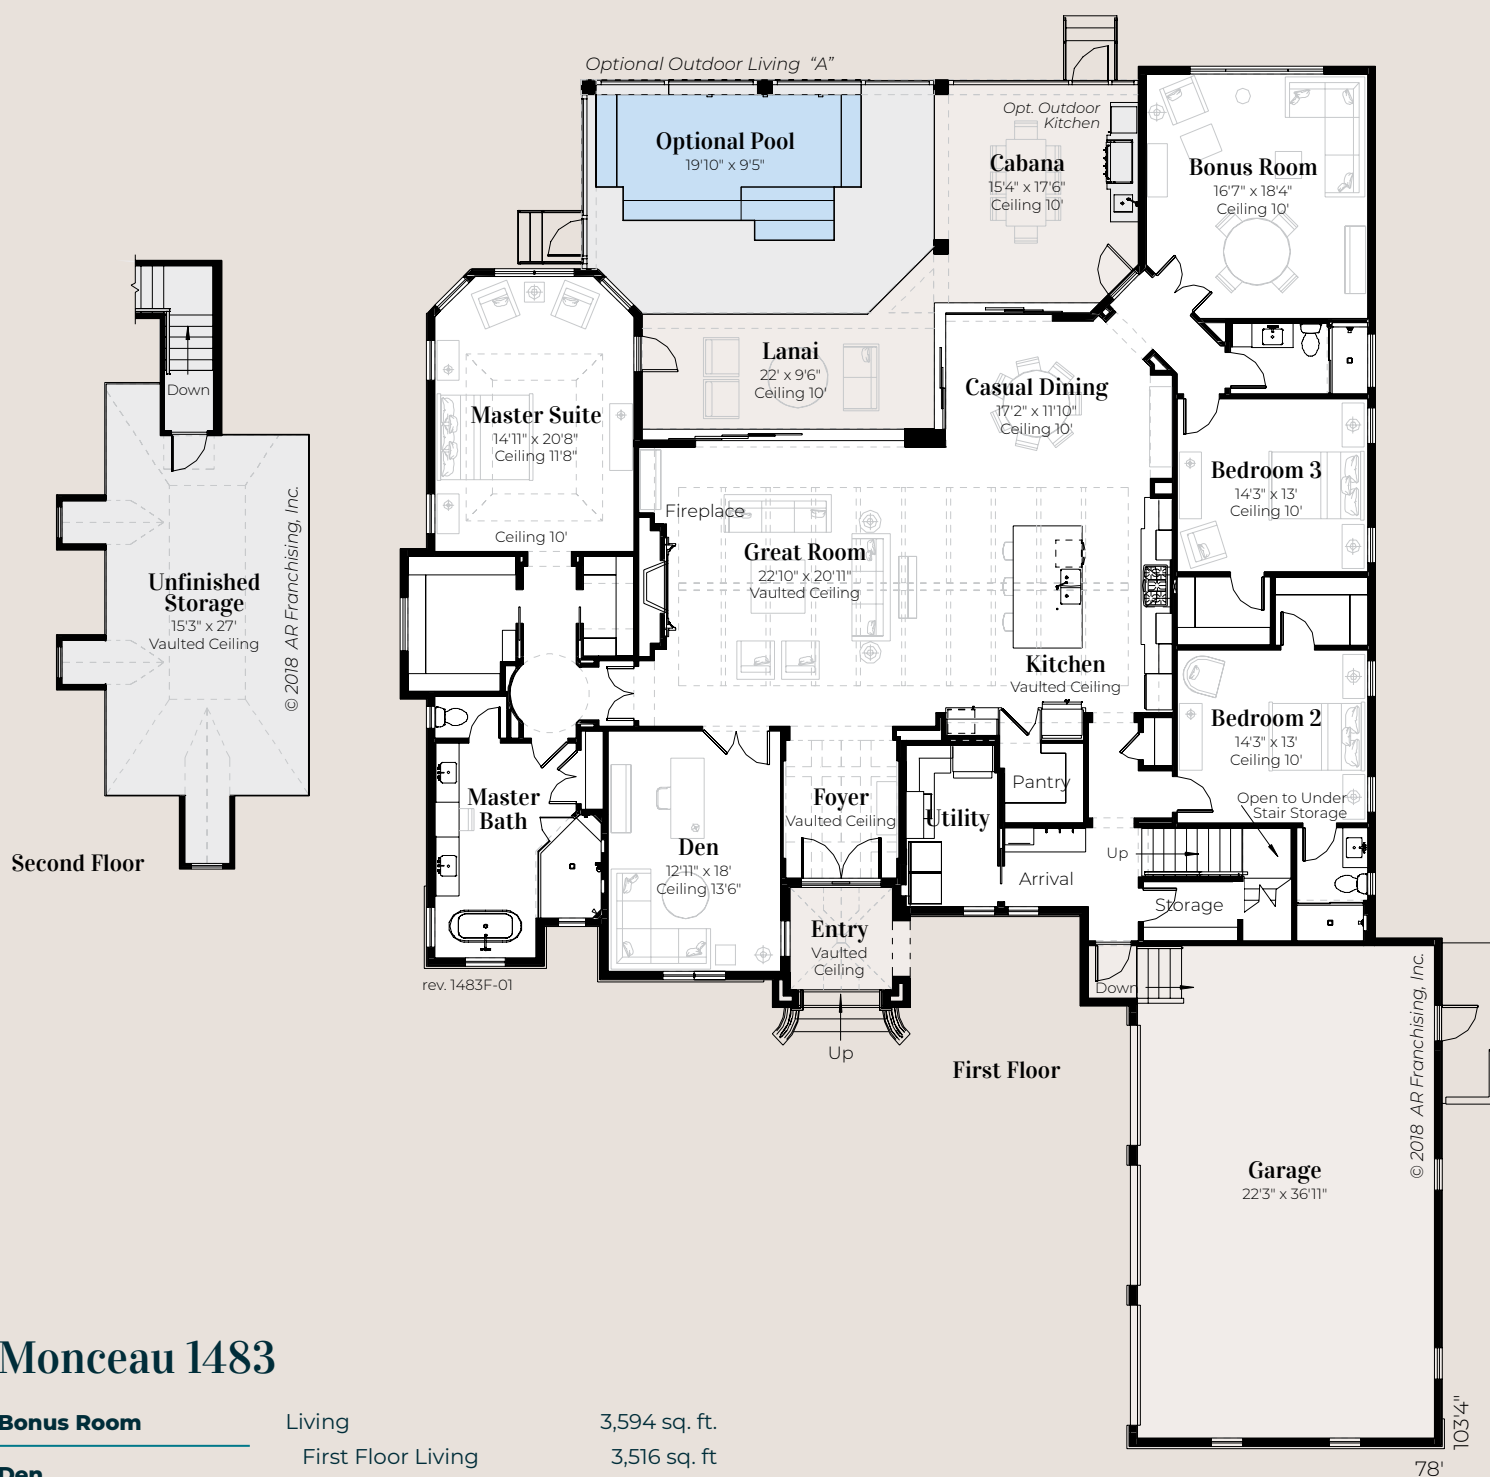 Optional Outdoor Living "A"
Opt. Outdoor
Kitchen
Optional Pool
19'10" x 9'5"
Cabana
15'4" x 17'6"
Ceiling 10'
Bonus Room
16'7" x 18'4"
Ceiling 10'
Lanai
22' x 9'6"
Ceiling 10'
Casual Dining
17'2" x 11'10"
Ceiling 10'
Master Suite
14'11" x 20'8"
Ceiling 11'8"
Ceiling 10'
Down
Unfinished
Storage
15'3" x 27'
Vaulted Ceiling
© 2018 AR Franchising, Inc.
Second Floor
Fireplace
Great Room
22'10" x 20'11"
Vaulted Ceiling
Bedroom 3
14'3" x 13'
Ceiling 10'
Kitchen
Vaulted Ceiling
Bedroom 2
14'3" x 13'
Ceiling 10'
Open to Under
Stair Storage
Master
Bath
Den
12'11" x 18'
Ceiling 13'6"
Foyer
Vaulted Ceiling
Utility
Pantry
Arrival
Up
Storage
Entry
Vaulted
Ceiling
Up
Down
rev. 1483F-01
First Floor
© 2018 AR Franchising, Inc.
Garage
22'3" x 36'11"
103'4"
78'
Monceau 1483
Bonus Room
Den
Living 3,594 sq. ft.
First Floor Living 3,516 sq. ft